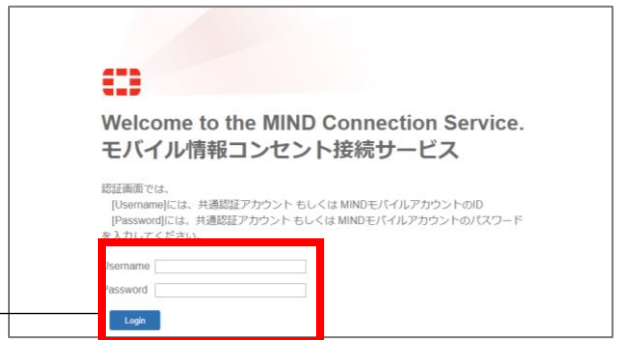 Welcome to the MIND Connection Service.
モバイル情報コンセント接続サービス
認証画面では、
[Username]には、共通認証アカウント もしくは MINDモバイルアカウントのID
[Password]には、共通認証アカウント もしくは MINDモバイルアカウントのパスワード
を入力してください。
Username
Password
Login